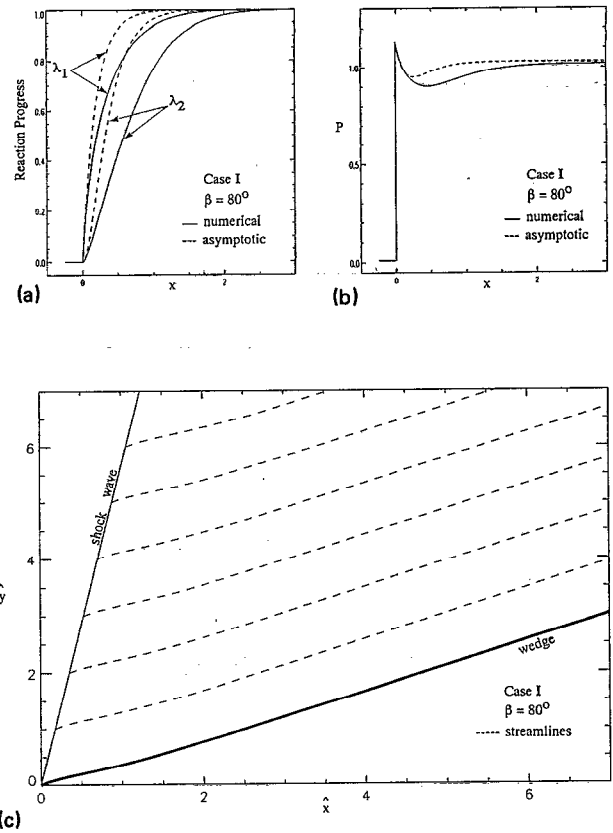 1.0
0.8
0.6
0.4
0.2
0.0
Reaction Progress
λ1
λ2
Case I
β = 80°
numerical
asymptotic
0
2
x
(a)
1.0
0.5
0.0
P
Case I
β = 80°
numerical
asymptotic
0
2
x
(b)
6
4
2
0
ŷ
shock wave
wedge
Case I
β = 80°
streamlines
0
2
4
6
x̂
(c)